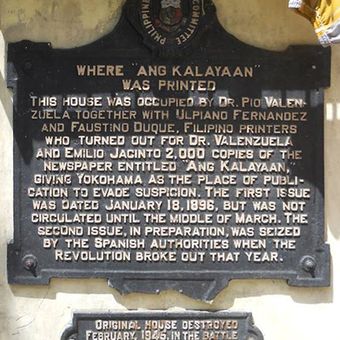 PHILIPPINE
COMMITTEE
WHERE "ANG KALAYAAN"
WAS PRINTED
THIS HOUSE WAS OCCUPIED BY DR. PIO VALEN-
ZUELA TOGETHER WITH ULPIANO FERNANDEZ
AND FAUSTINO DUQUE, FILIPINO PRINTERS
WHO TURNED OUT FOR DR. VALENZUELA
AND EMILIO JACINTO 2,000 COPIES OF THE
NEWSPAPER ENTITLED "ANG KALAYAAN,"
GIVING YOKOHAMA AS THE PLACE OF PUBLI-
CATION TO EVADE SUSPICION. THE FIRST ISSUE
WAS DATED JANUARY 18, 1896, BUT WAS NOT
CIRCULATED UNTIL THE MIDDLE OF MARCH. THE
SECOND ISSUE, IN PREPARATION, WAS SEIZED
BY THE SPANISH AUTHORITIES WHEN THE
REVOLUTION BROKE OUT THAT YEAR.
ORIGINAL HOUSE DESTROYED
FEBRUARY, 1945, IN THE BATTLE